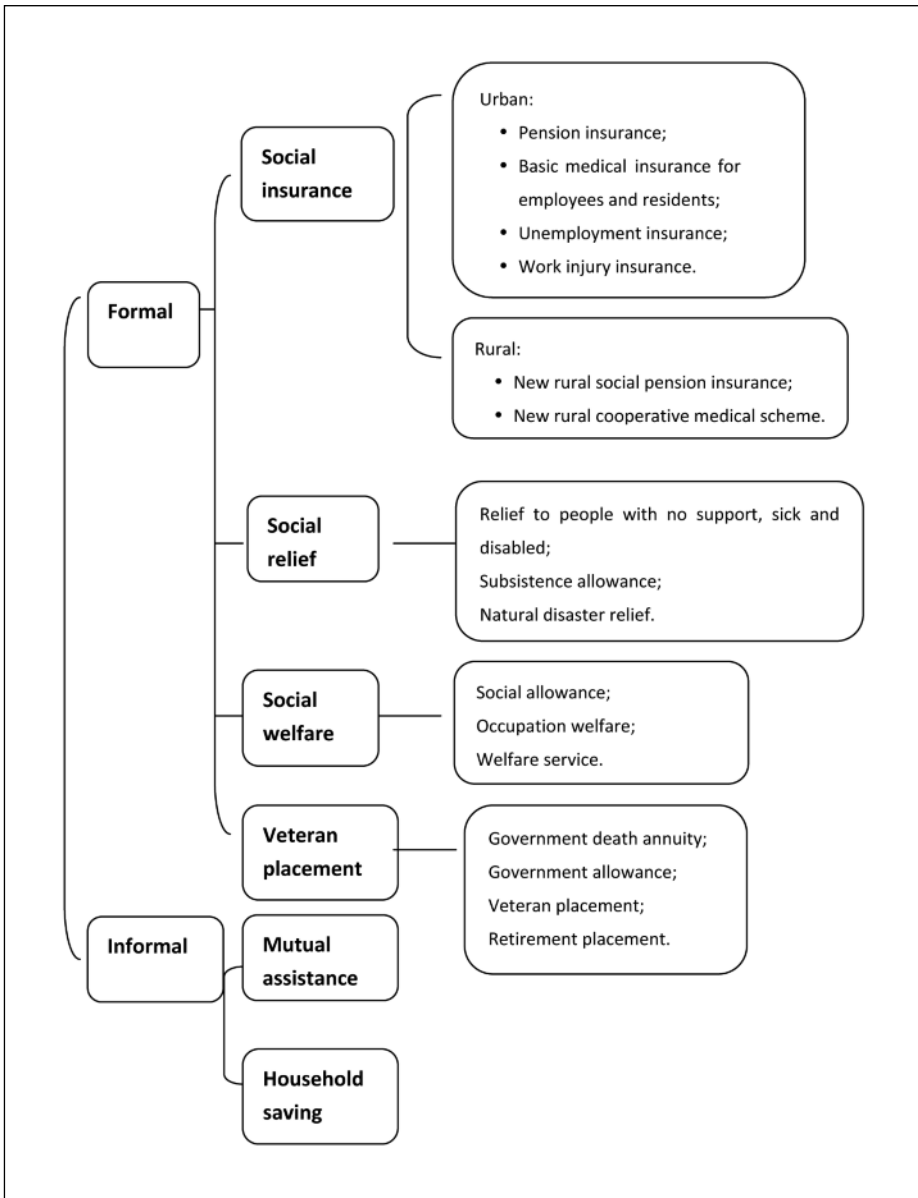 Formal
Social
insurance
Urban:
• Pension insurance;
• Basic medical insurance for
employees and residents;
• Unemployment insurance;
• Work injury insurance.
Rural:
• New rural social pension insurance;
• New rural cooperative medical scheme.
Social
relief
Relief to people with no support, sick and
disabled;
Subsistence allowance;
Natural disaster relief.
Social
welfare
Social allowance;
Occupation welfare;
Welfare service.
Veteran
placement
Government death annuity;
Government allowance;
Veteran placement;
Retirement placement.
Informal
Mutual
assistance
Household
saving